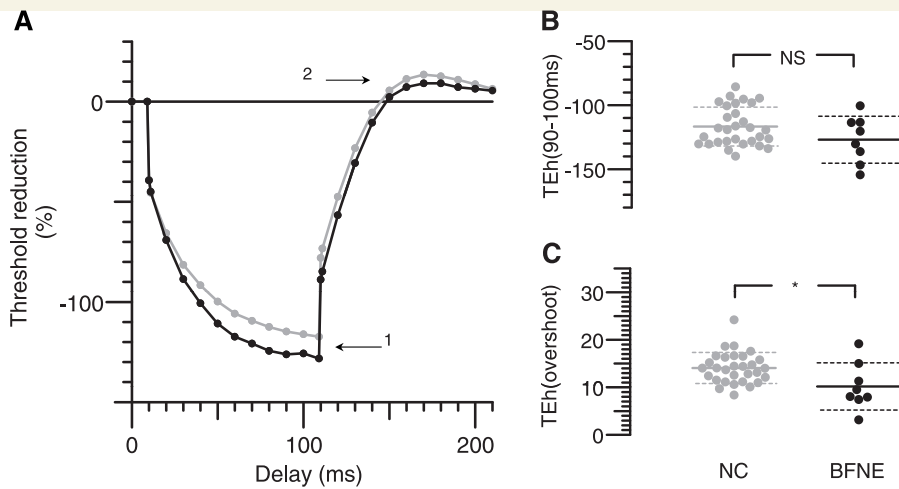 A
2
0
-100
1
Threshold reduction
(%)
0
100
200
Delay (ms)
B
-50
-100
-150
TEh(90-100ms)
NS
C
30
20
10
0
TEh(overshoot)
*
NC
BFNE